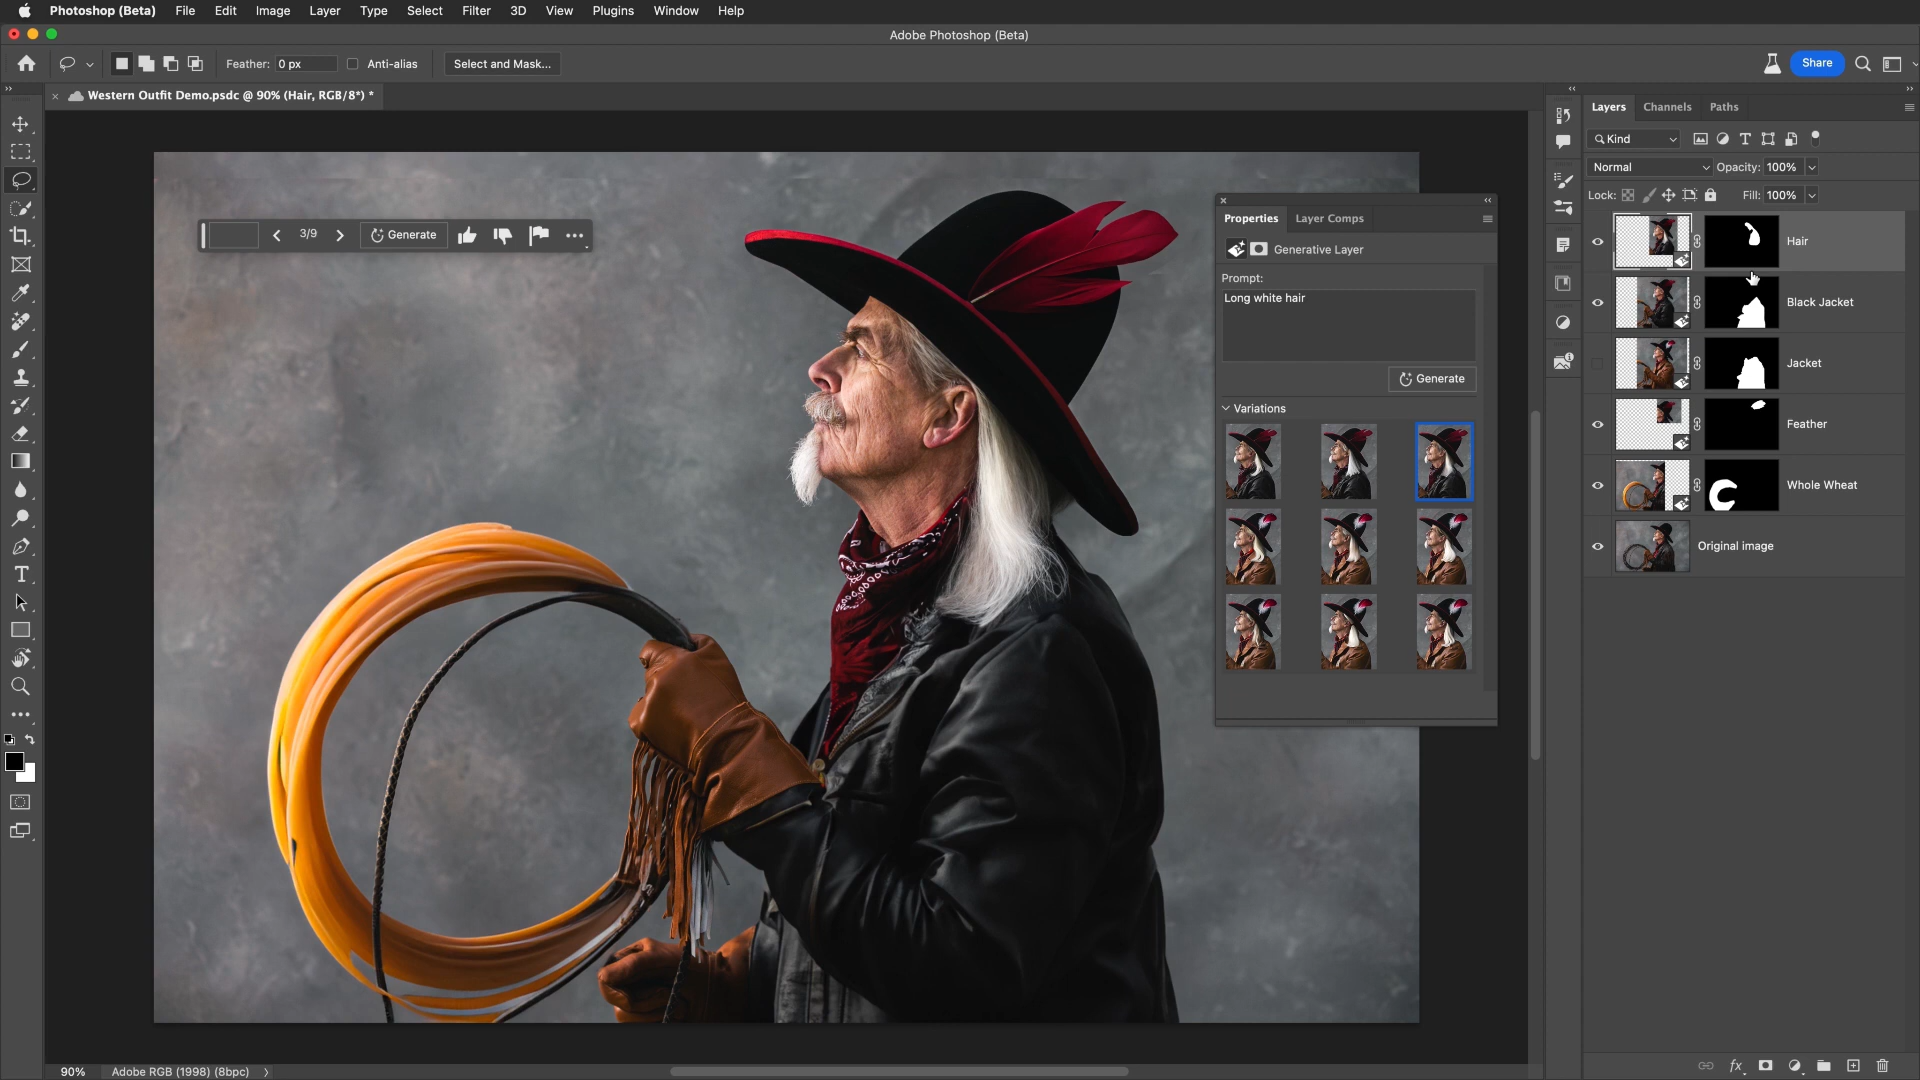 Photoshop (Beta) File Edit Image Layer Type Select Filter 3D View Plugins Window Help
Adobe Photoshop (Beta)
Feather: 0 px Anti-alias Select and Mask... Share
Western Outfit Demo.psdc @ 90% (Hair, RGB/8*) *
Layers Channels Paths
Kind
Normal Opacity: 100%
Lock: Fill: 100%
3/9 Generate
Properties Layer Comps
Generative Layer
Prompt:
Long white hair
Generate
Variations
Hair
Black Jacket
Jacket
Feather
Whole Wheat
Original image
90% Adobe RGB (1998) (8bpc)